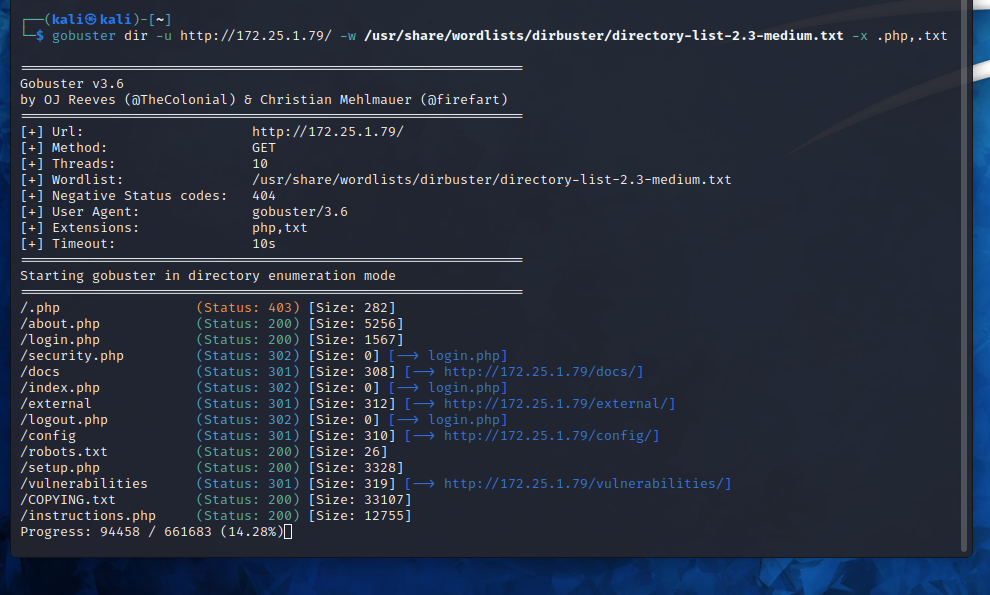 ┌──(kali㉿kali)-[~]
└─$ gobuster dir -u http://172.25.1.79/ -w /usr/share/wordlists/dirbuster/directory-list-2.3-medium.txt -x .php,.txt
===============================================================
Gobuster v3.6
by OJ Reeves (@TheColonial) & Christian Mehlmauer (@firefart)
===============================================================
[+] Url:                     http://172.25.1.79/
[+] Method:                  GET
[+] Threads:                 10
[+] Wordlist:                /usr/share/wordlists/dirbuster/directory-list-2.3-medium.txt
[+] Negative Status codes:   404
[+] User Agent:              gobuster/3.6
[+] Extensions:              php,txt
[+] Timeout:                 10s
===============================================================
Starting gobuster in directory enumeration mode
===============================================================
/.php                 (Status: 403) [Size: 282]
/about.php            (Status: 200) [Size: 5256]
/login.php            (Status: 200) [Size: 1567]
/security.php         (Status: 302) [Size: 0] [--> login.php]
/docs                 (Status: 301) [Size: 308] [--> http://172.25.1.79/docs/]
/index.php            (Status: 302) [Size: 0] [--> login.php]
/external             (Status: 301) [Size: 312] [--> http://172.25.1.79/external/]
/logout.php           (Status: 302) [Size: 0] [--> login.php]
/config               (Status: 301) [Size: 310] [--> http://172.25.1.79/config/]
/robots.txt           (Status: 200) [Size: 26]
/setup.php            (Status: 200) [Size: 3328]
/vulnerabilities      (Status: 301) [Size: 319] [--> http://172.25.1.79/vulnerabilities/]
/COPYING.txt          (Status: 200) [Size: 33107]
/instructions.php     (Status: 200) [Size: 12755]
Progress: 94458 / 661683 (14.28%)